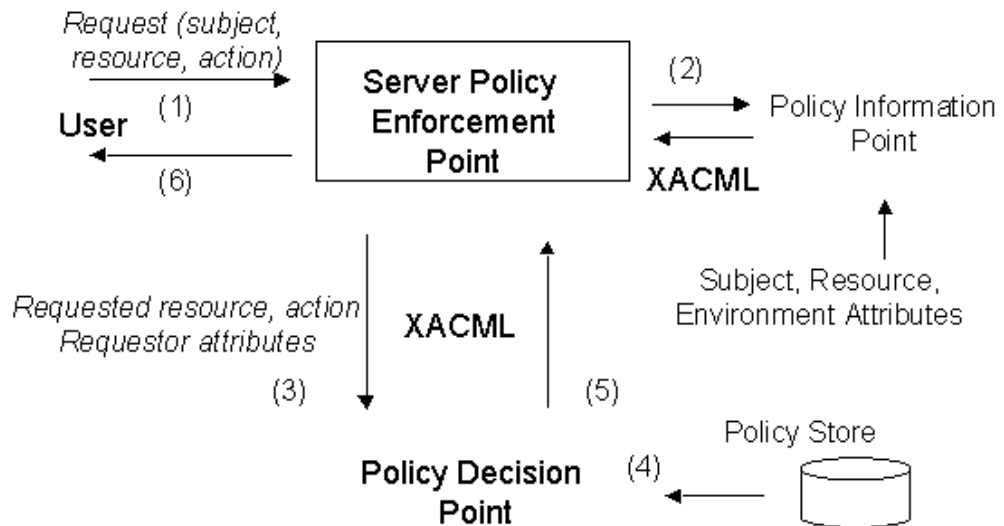 Request (subject,
resource, action)
(1)
User
(6)
Server Policy
Enforcement
Point
(2)
Policy Information
Point
XACML
Subject, Resource,
Environment Attributes
Requested resource, action
Requestor attributes
(3)
XACML
(5)
Policy Store
(4)
Policy Decision
Point